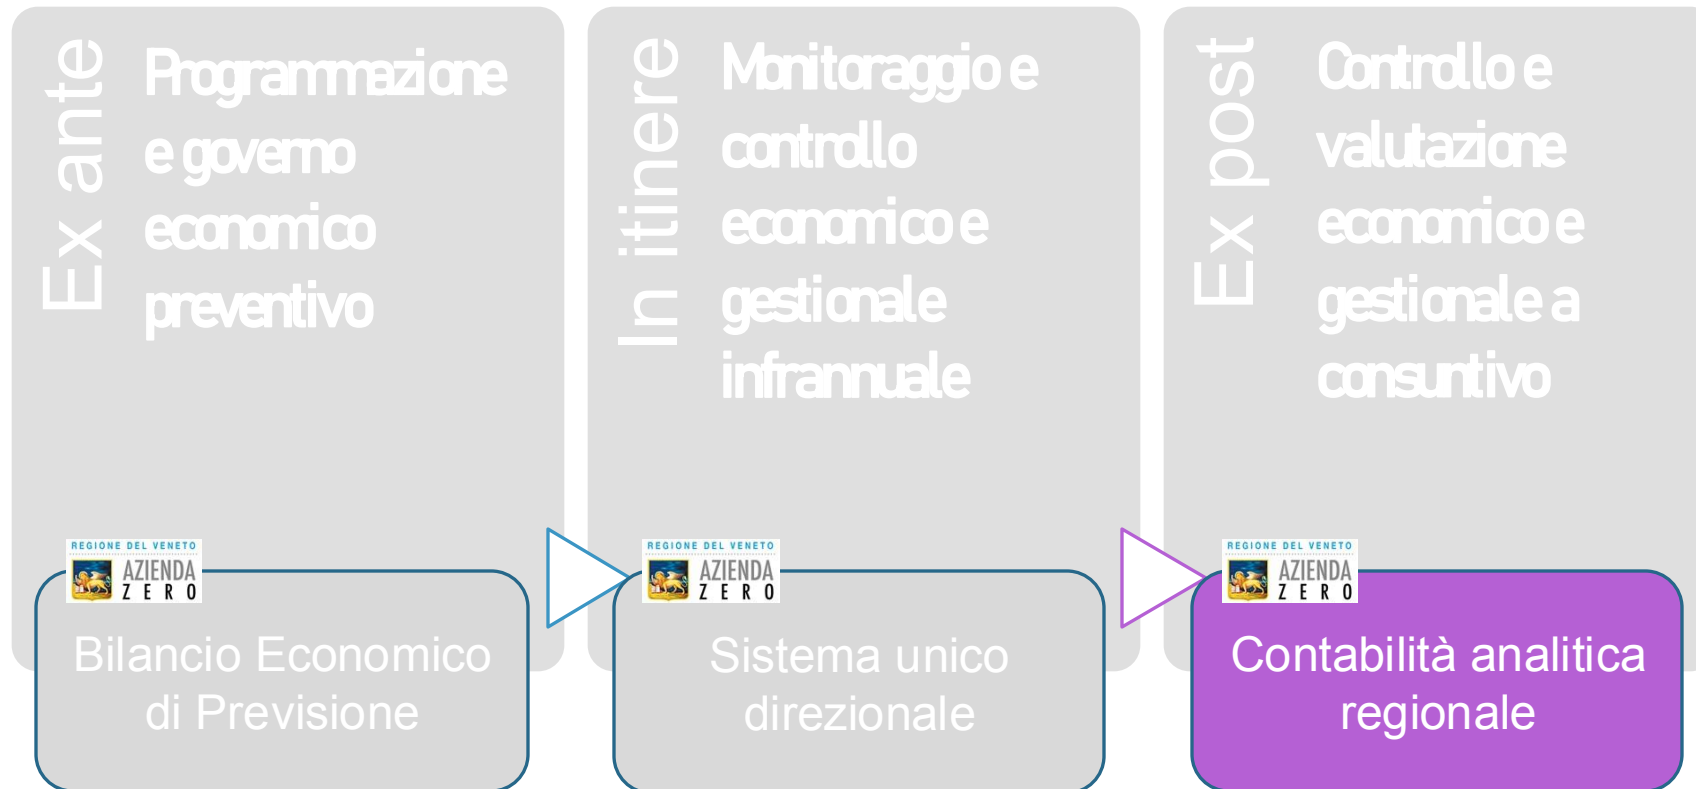 Ex ante
Programmazione
e governo
economico
preventivo
REGIONE DEL VENETO
AZIENDA
ZERO
Bilancio Economico
di Previsione
In itinere
Monitoraggio e
controllo
economico e
gestionale
infrannuale
REGIONE DEL VENETO
AZIENDA
ZERO
Sistema unico
direzionale
Ex post
Controllo e
valutazione
economico e
gestionale a
consuntivo
REGIONE DEL VENETO
AZIENDA
ZERO
Contabilità analitica
regionale